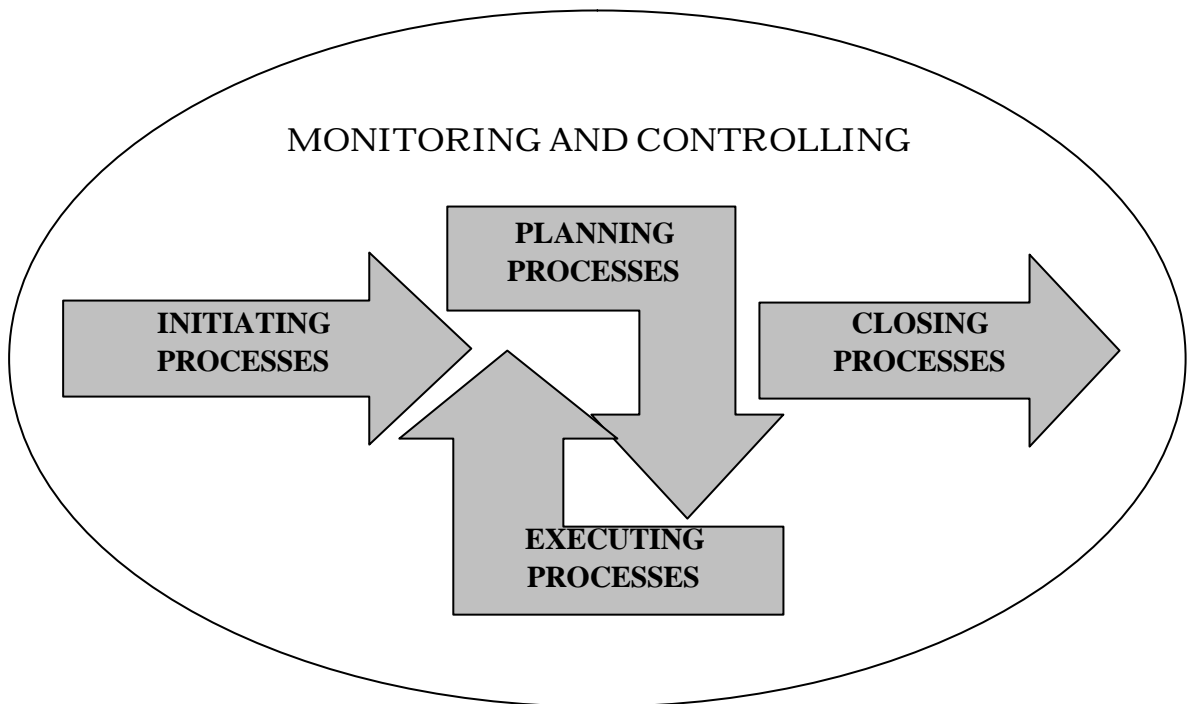 MONITORING AND CONTROLLING
PLANNING
PROCESSES
INITIATING
PROCESSES
CLOSING
PROCESSES
EXECUTING
PROCESSES